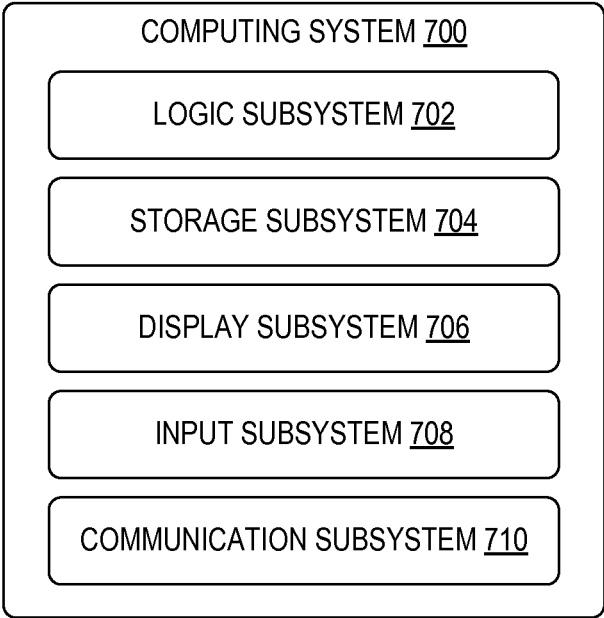 COMPUTING SYSTEM 700
LOGIC SUBSYSTEM 702
STORAGE SUBSYSTEM 704
DISPLAY SUBSYSTEM 706
INPUT SUBSYSTEM 708
COMMUNICATION SUBSYSTEM 710